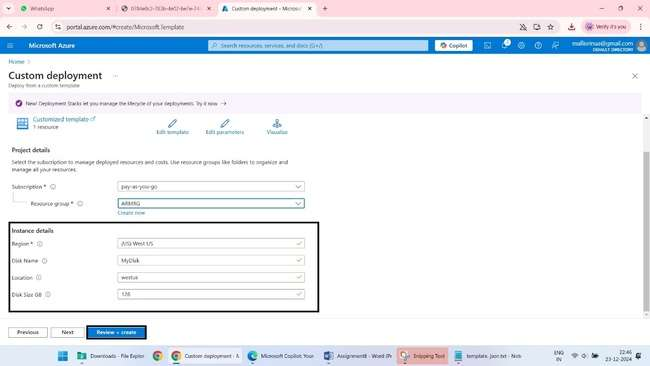 WhatsApp
Custom deployment - Microsof
portal.azure.com/#create/Microsoft.Template
Verify it's you
Microsoft Azure
Search resources, services, and docs (G+/)
Copilot
DEFAULT DIRECTORY
Home >
Custom deployment ...
Deploy from a custom template
New! Deployment Stacks let you manage the lifecycle of your deployments. Try it now →
Customized template
1 resource
Edit template
Edit parameters
Visualize
Project details
Select the subscription to manage deployed resources and costs. Use resource groups like folders to organize and
manage all your resources.
Subscription *
pay-as-you-go
Resource group *
ARMRG
Create new
Instance details
Region *
(US) West US
Disk Name
MyDisk
Location
westus
Disk Size GB
128
Previous
Next
Review + create
Downloads - File Explor
Custom deployment - M
Microsoft Copilot: Your
Assignment8 - Word (Pr
Snipping Tool
template. Json.txt - Note
ENG
IN
22:46
23-12-2024